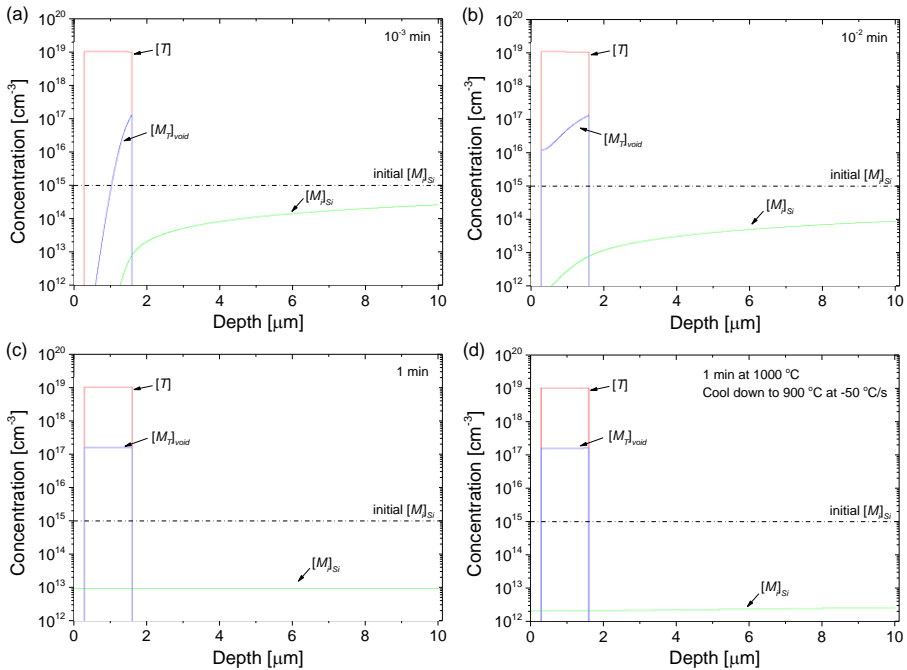 (a)
10^20
10^19
10^18
10^17
10^16
10^15
10^14
10^13
10^12
Concentration [cm^-3]
10^-3 min
[T]
[M_T]_void
initial [M_i]_Si
[M_i]_Si
0 2 4 6 8 10
Depth [μm]
(b)
10^20
10^19
10^18
10^17
10^16
10^15
10^14
10^13
10^12
Concentration [cm^-3]
10^-2 min
[T]
[M_T]_void
initial [M_i]_Si
[M_i]_Si
0 2 4 6 8 10
Depth [μm]
(c)
10^20
10^19
10^18
10^17
10^16
10^15
10^14
10^13
10^12
Concentration [cm^-3]
1 min
[T]
[M_T]_void
initial [M_i]_Si
[M_i]_Si
0 2 4 6 8 10
Depth [μm]
(d)
10^20
10^19
10^18
10^17
10^16
10^15
10^14
10^13
10^12
Concentration [cm^-3]
1 min at 1000 °C
Cool down to 900 °C at -50 °C/s
[T]
[M_T]_void
initial [M_i]_Si
[M_i]_Si
0 2 4 6 8 10
Depth [μm]